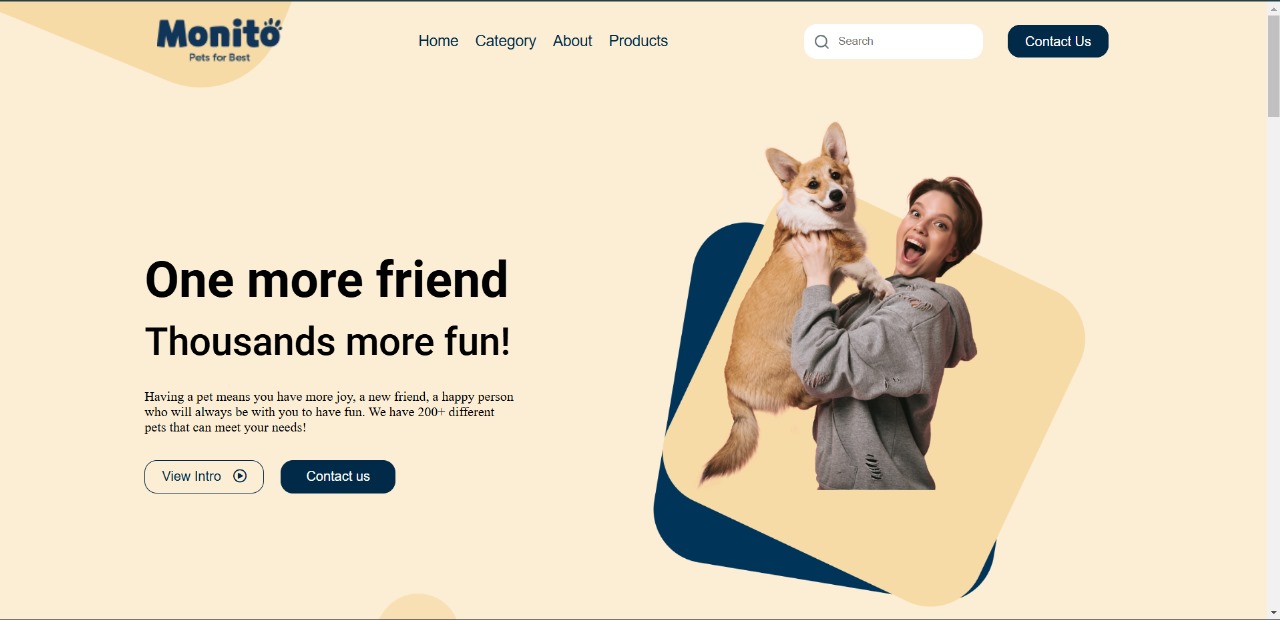 Monito
Pets for Best
Home Category About Products
Search
Contact Us
One more friend
Thousands more fun!
Having a pet means you have more joy, a new friend, a happy person
who will always be with you to have fun. We have 200+ different
pets that can meet your needs!
View Intro
Contact us